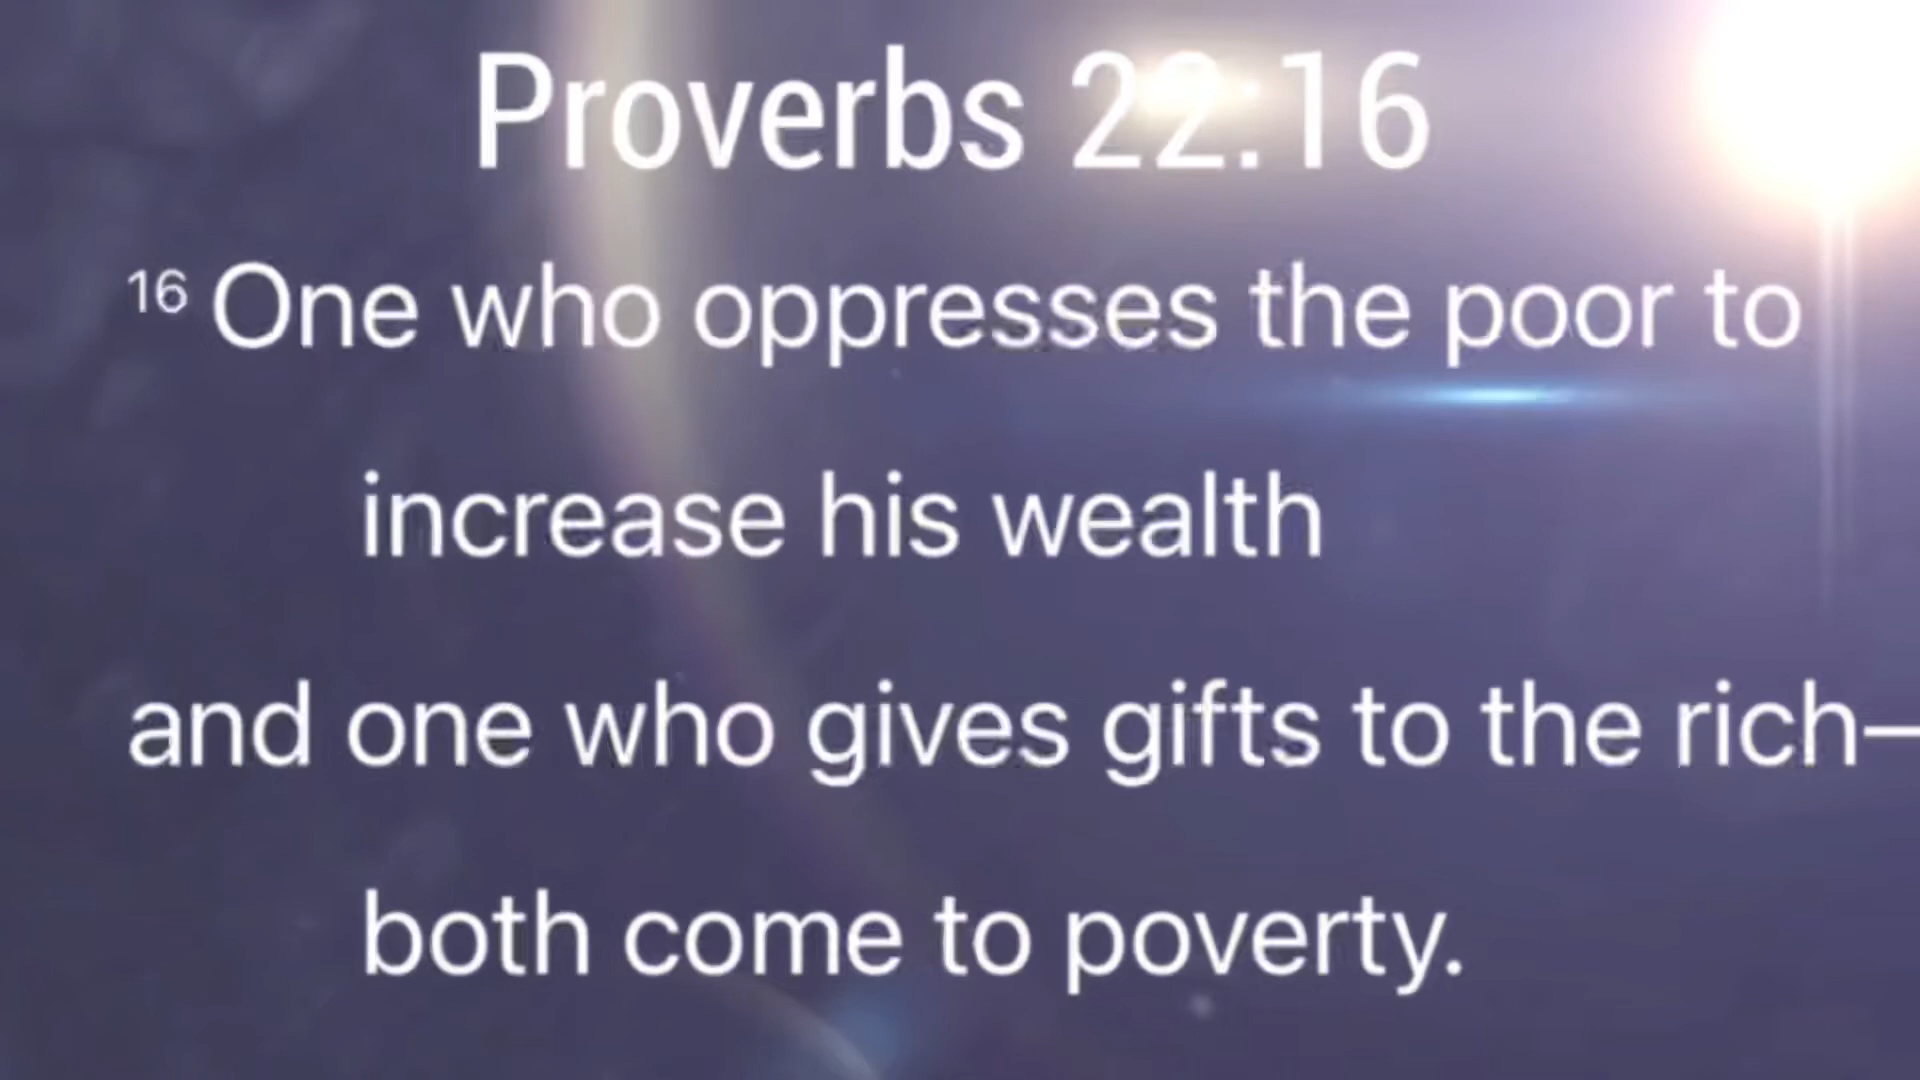 Proverbs 22:16
16 One who oppresses the poor to
increase his wealth
and one who gives gifts to the rich—
both come to poverty.